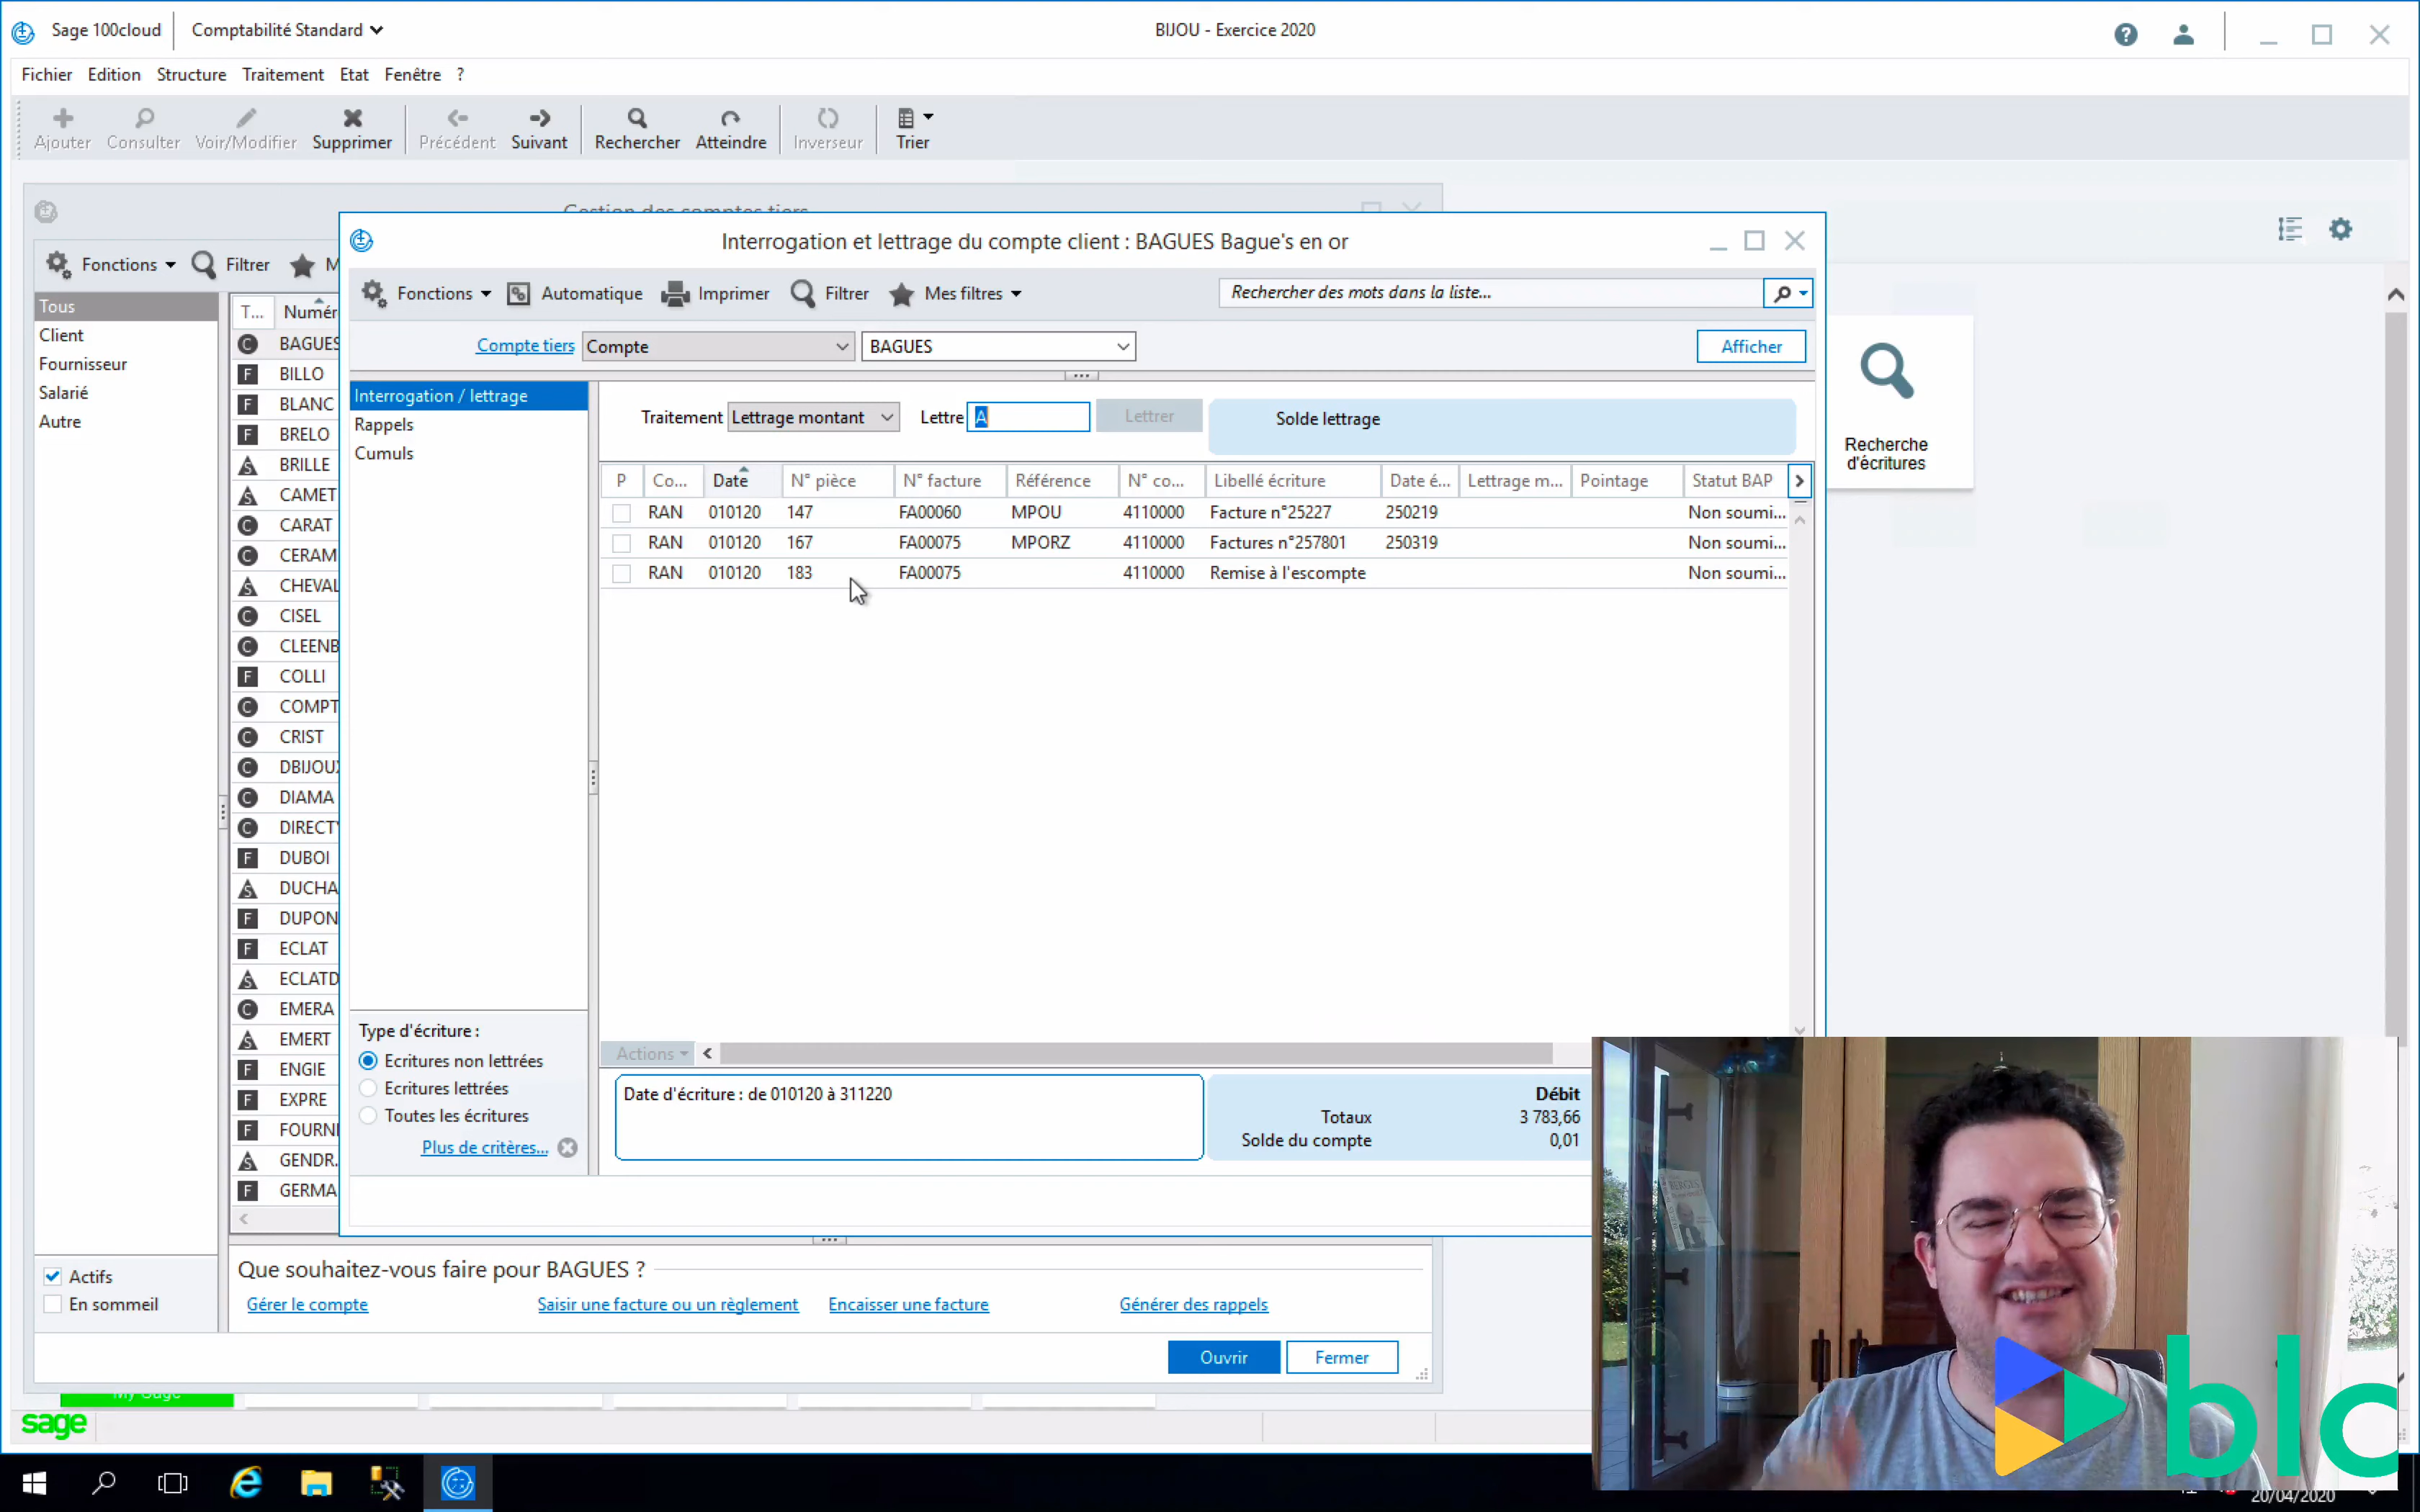 Sage 100cloud
Comptabilité Standard
BIJOU - Exercice 2020
Fichier Edition Structure Traitement Etat Fenêtre ?
Ajouter Consulter Voir/Modifier Supprimer Précédent Suivant Rechercher Atteindre Inverseur Trier
Gestion des comptes tiers
Fonctions Filtrer M
Tous
Client
Fournisseur
Salarié
Autre
T... Numér
C BAGUES
F BILLO
F BLANC
F BRELO
S BRILLE
S CAMET
C CARAT
C CERAM
S CHEVAL
C CISEL
C CLEENB
F COLLI
C COMPT
C CRIST
C DBIJOU
C DIAMA
C DIRECT
F DUBOI
S DUCHA
F DUPON
F ECLAT
S ECLATD
C EMERA
S EMERT
F ENGIE
F EXPRE
F FOURNI
S GENDR
F GERMA
Interrogation et lettrage du compte client : BAGUES Bague's en or
Fonctions Automatique Imprimer Filtrer Mes filtres
Rechercher des mots dans la liste...
Compte tiers Compte BAGUES Afficher
Interrogation / lettrage
Rappels
Cumuls
Traitement Lettrage montant Lettre A Lettrer Solde lettrage
P Co... Date N° pièce N° facture Référence N° co... Libellé écriture Date é... Lettrage m... Pointage Statut BAP
RAN 010120 147 FA00060 MPOU 4110000 Facture n°25227 250219 Non soumi...
RAN 010120 167 FA00075 MPORZ 4110000 Factures n°257801 250319 Non soumi...
RAN 010120 183 FA00075 4110000 Remise à l'escompte Non soumi...
Recherche
d'écritures
Type d'écriture :
Ecritures non lettrées
Ecritures lettrées
Toutes les écritures
Plus de critères...
Actions
Date d'écriture : de 010120 à 311220
Débit
Totaux 3 783,66
Solde du compte 0,01
Actifs
En sommeil
Que souhaitez-vous faire pour BAGUES ?
Gérer le compte Saisir une facture ou un règlement Encaisser une facture Générer des rappels
Ouvrir Fermer
My Sage
sage
blc
20/04/2020